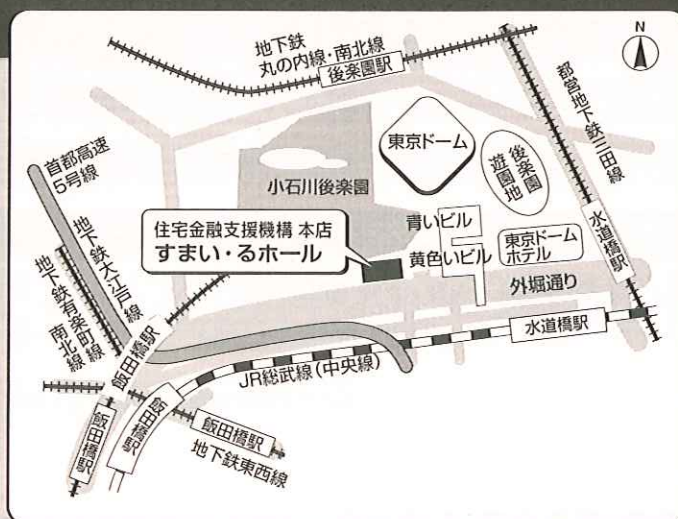 N
地下鉄
丸の内線・南北線
後楽園駅
都営地下鉄三田線
首都高速
5号線
東京ドーム
後楽園
遊園地
小石川後楽園
地下鉄大江戸線
地下鉄有楽町線
南北線
住宅金融支援機構 本店
すまい・るホール
青いビル
黄色いビル
東京ドーム
ホテル
水道橋駅
外堀通り
飯田橋駅
水道橋駅
JR総武線(中央線)
飯田橋駅
飯田橋駅
飯田橋駅
地下鉄東西線